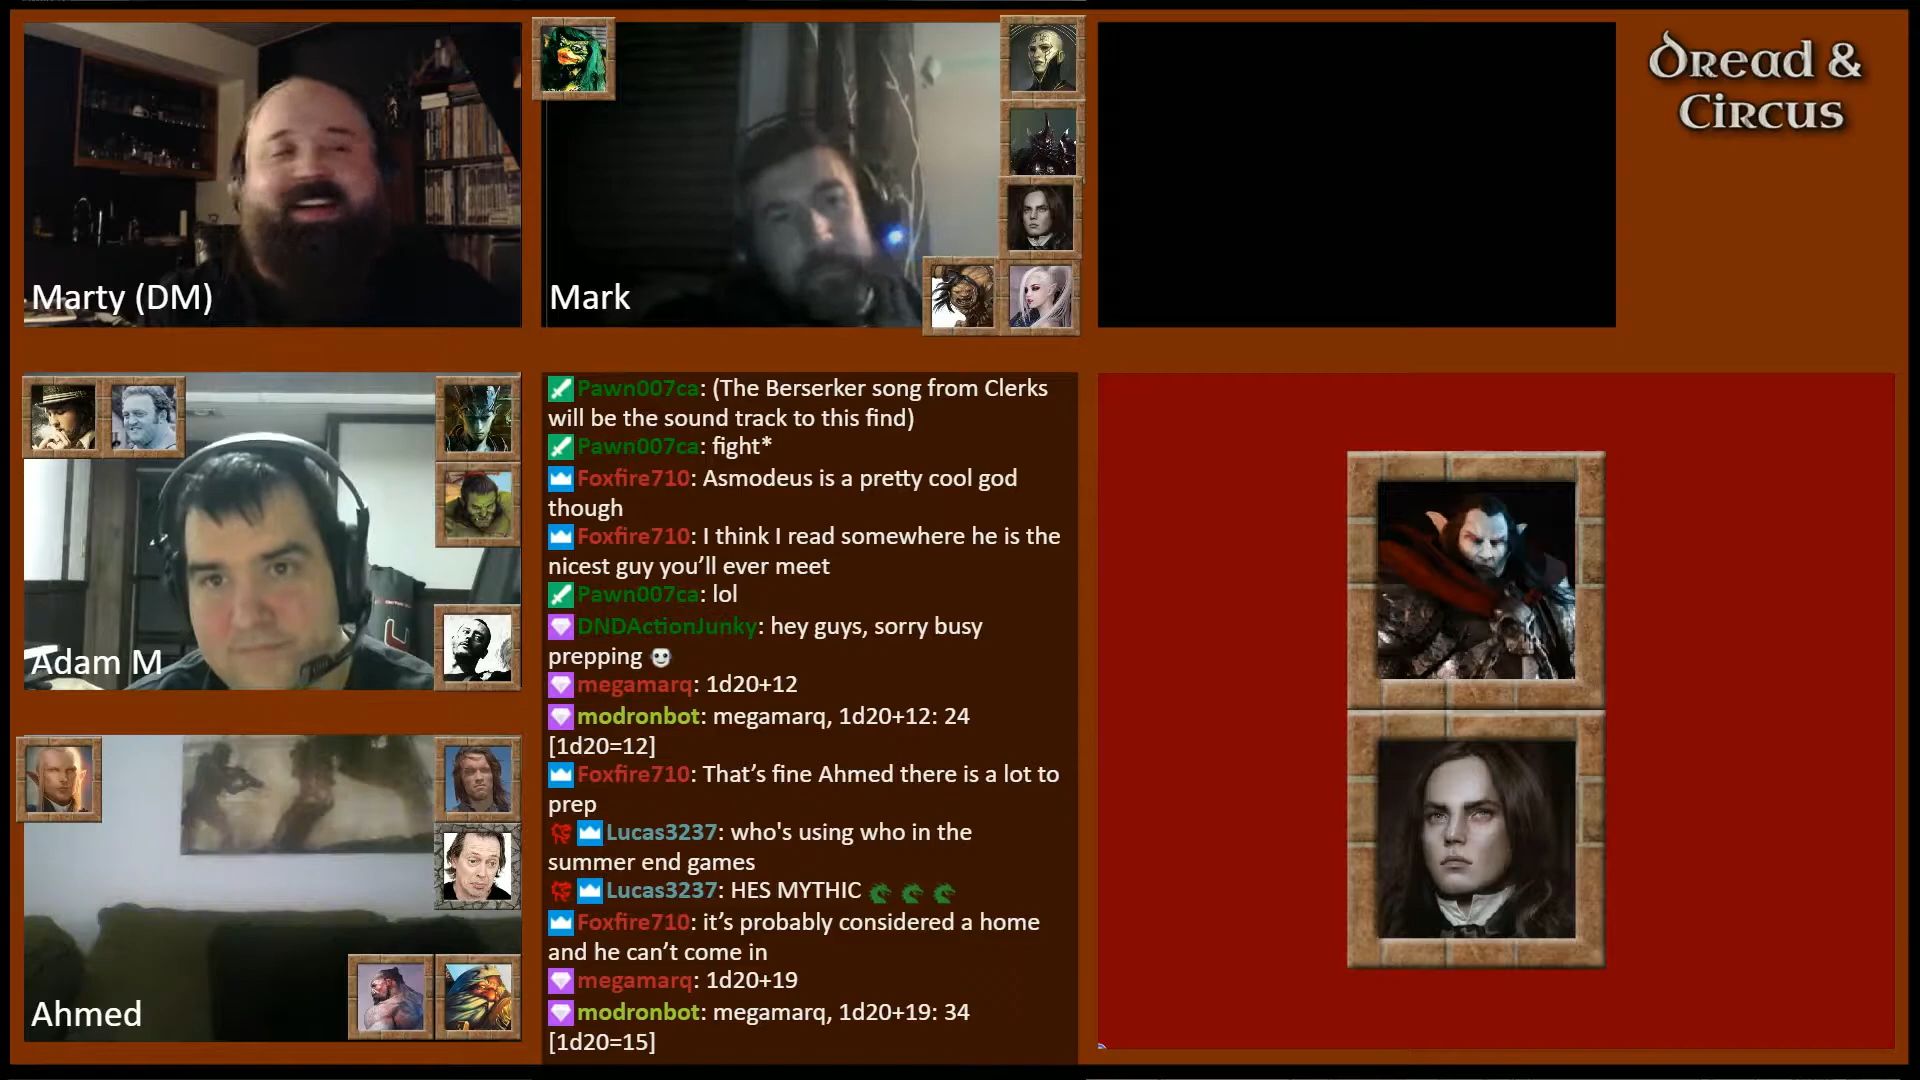 Dread &
Circus
Marty (DM)
Mark
Adam M
Ahmed
Pawn007ca: (The Berserker song from Clerks
will be the sound track to this find)
Pawn007ca: fight*
Foxfire710: Asmodeus is a pretty cool god
though
Foxfire710: I think I read somewhere he is the
nicest guy you’ll ever meet
Pawn007ca: lol
DNDActionJunky: hey guys, sorry busy
prepping
megamarq: 1d20+12
modronbot: megamarq, 1d20+12: 24
[1d20=12]
Foxfire710: That’s fine Ahmed there is a lot to
prep
Lucas3237: who's using who in the
summer end games
Lucas3237: HES MYTHIC
Foxfire710: it’s probably considered a home
and he can’t come in
megamarq: 1d20+19
modronbot: megamarq, 1d20+19: 34
[1d20=15]